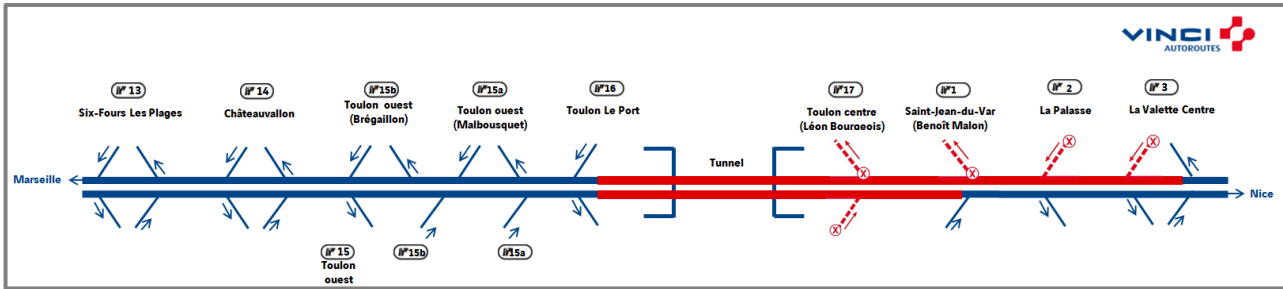 VINCI
AUTOROUTES
13
14
15b
15a
16
17
1
2
3
Six-Fours Les Plages
Châteauvallon
Toulon ouest
(Brégaillon)
Toulon ouest
(Malbousquet)
Toulon Le Port
Toulon centre
(Léon Bourgeois)
Saint-Jean-du-Var
(Benoît Malon)
La Palasse
La Valette Centre
Tunnel
Marseille
Nice
15
Toulon
ouest
15b
15a